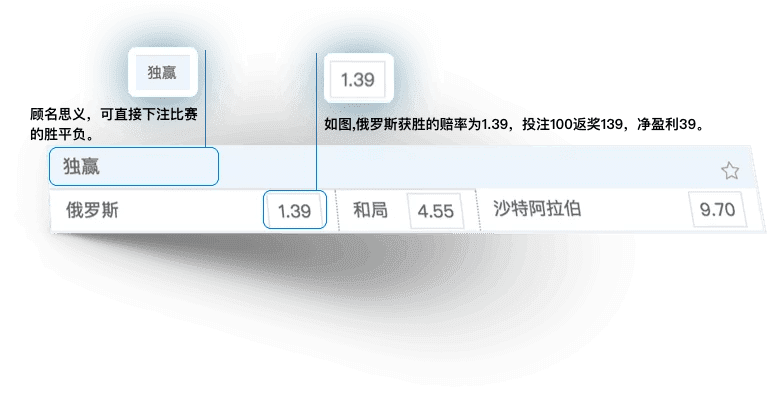 独赢
1.39
顾名思义，可直接下注比赛
的胜平负。
如图,俄罗斯获胜的赔率为1.39，投注100返奖139，净盈利39。
独赢
俄罗斯 1.39 和局 4.55 沙特阿拉伯 9.70